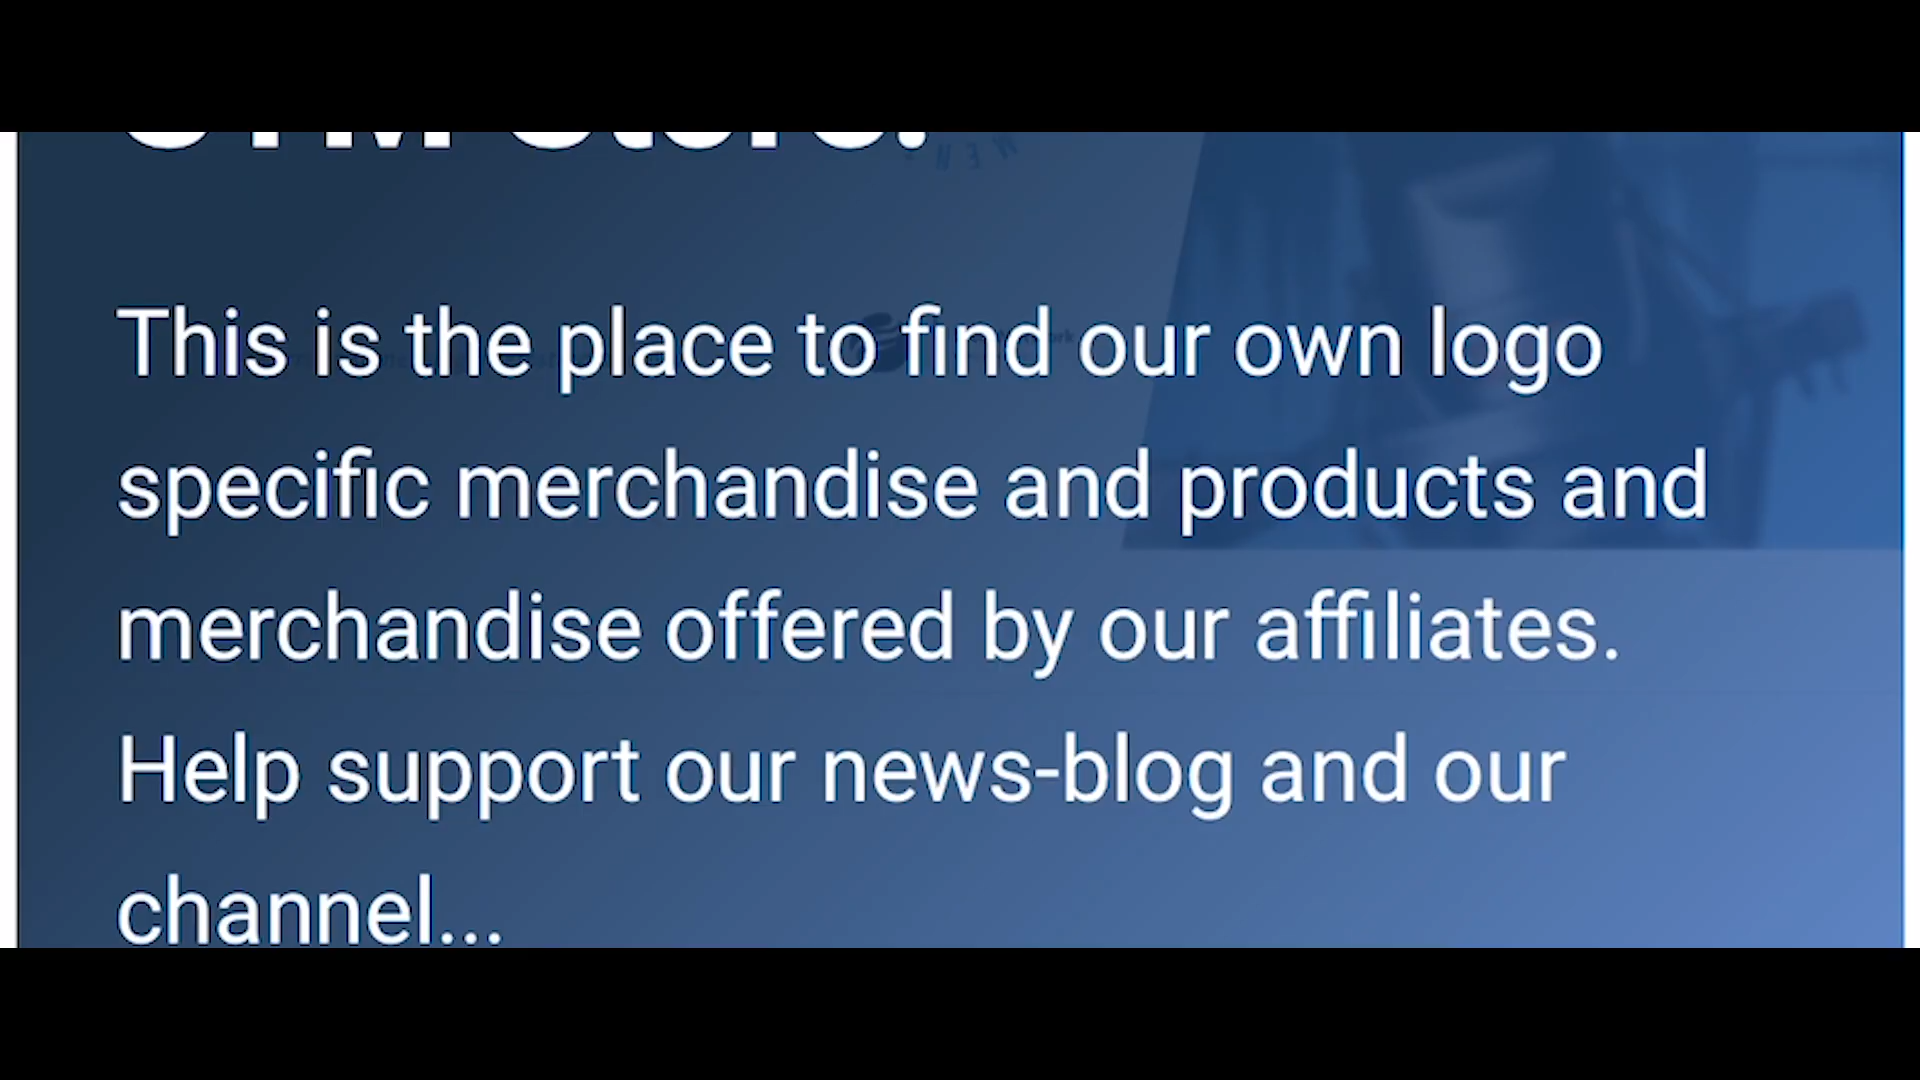 Store.
This is the place to find our own logo
specific merchandise and products and
merchandise offered by our affiliates.
Help support our news-blog and our
channel...